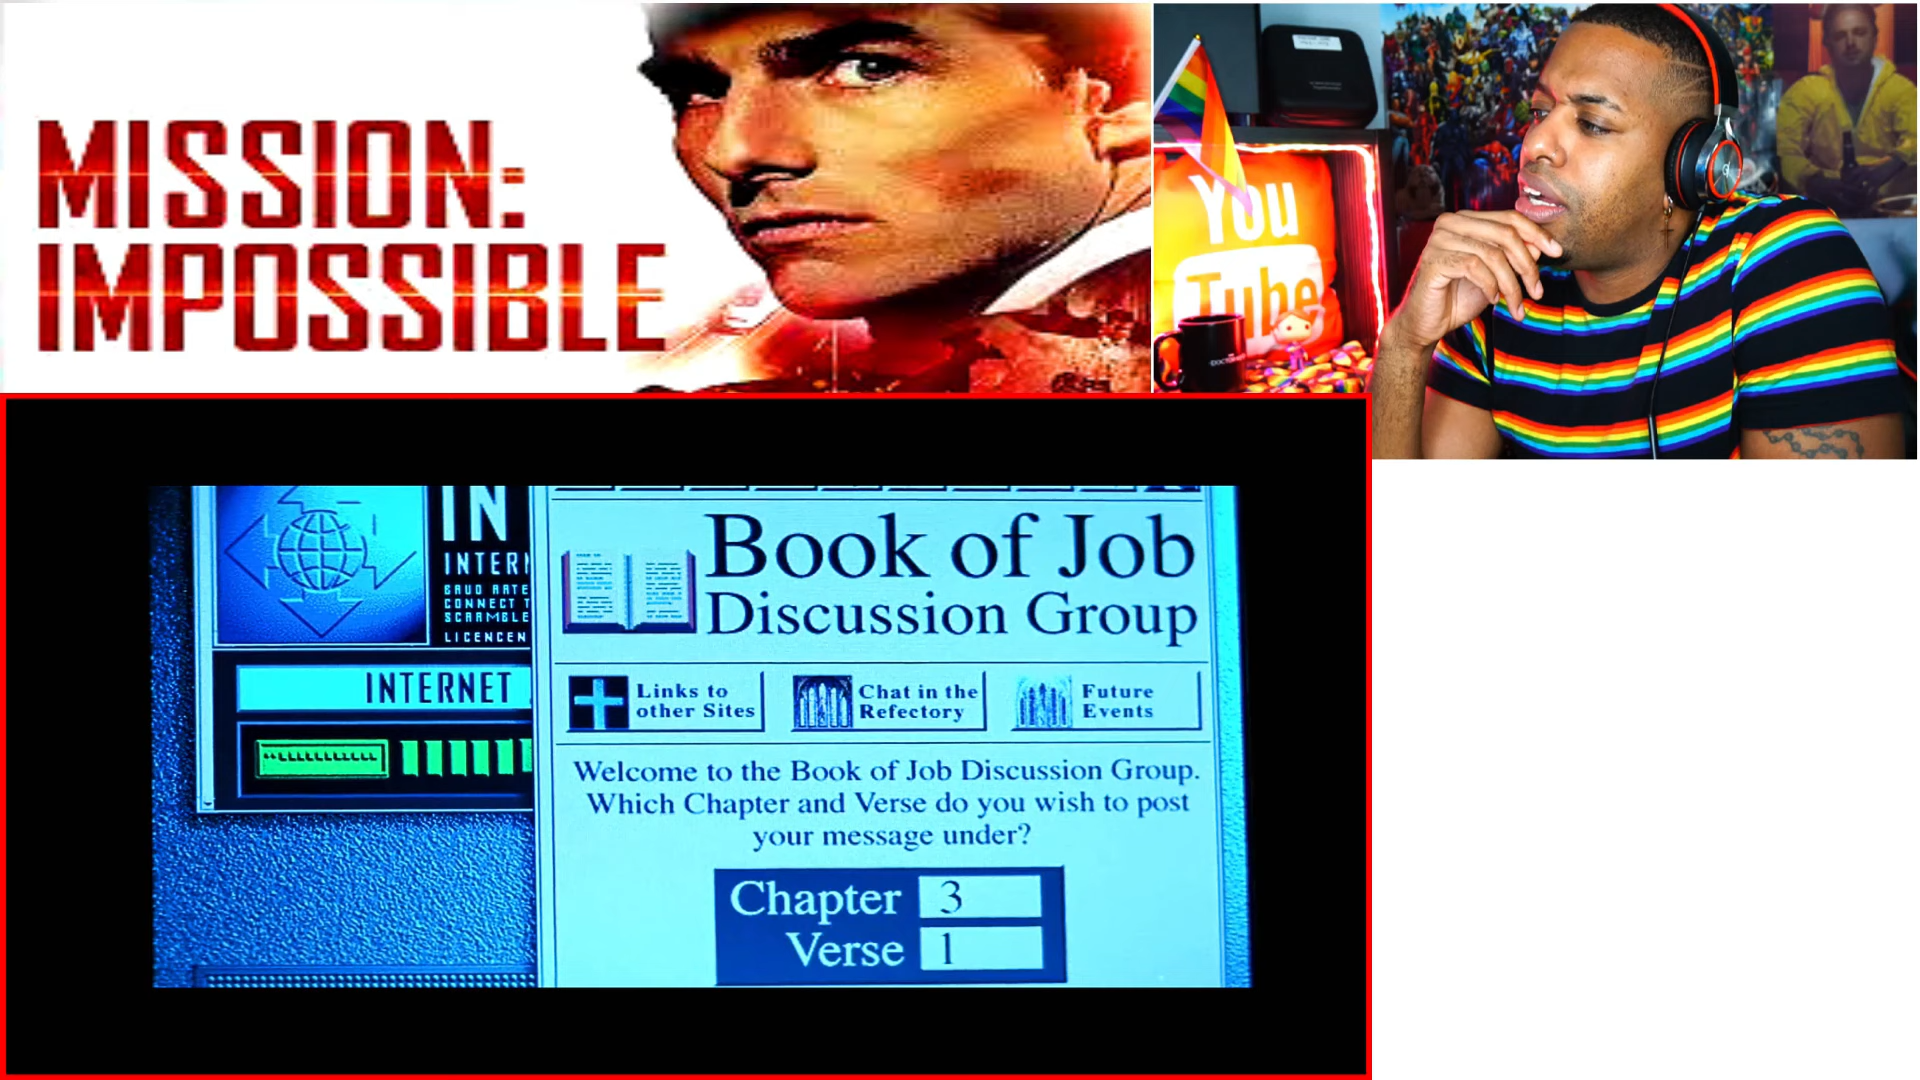 MISSION:
IMPOSSIBLE
You
Tube
IN
INTERN
BAUD RATE
CONNECT T
SCRAMBLE
LICENCEN
INTERNET
Book of Job
Discussion Group
Links to
other Sites
Chat in the
Refectory
Future
Events
Welcome to the Book of Job Discussion Group.
Which Chapter and Verse do you wish to post
your message under?
Chapter 3
Verse 1